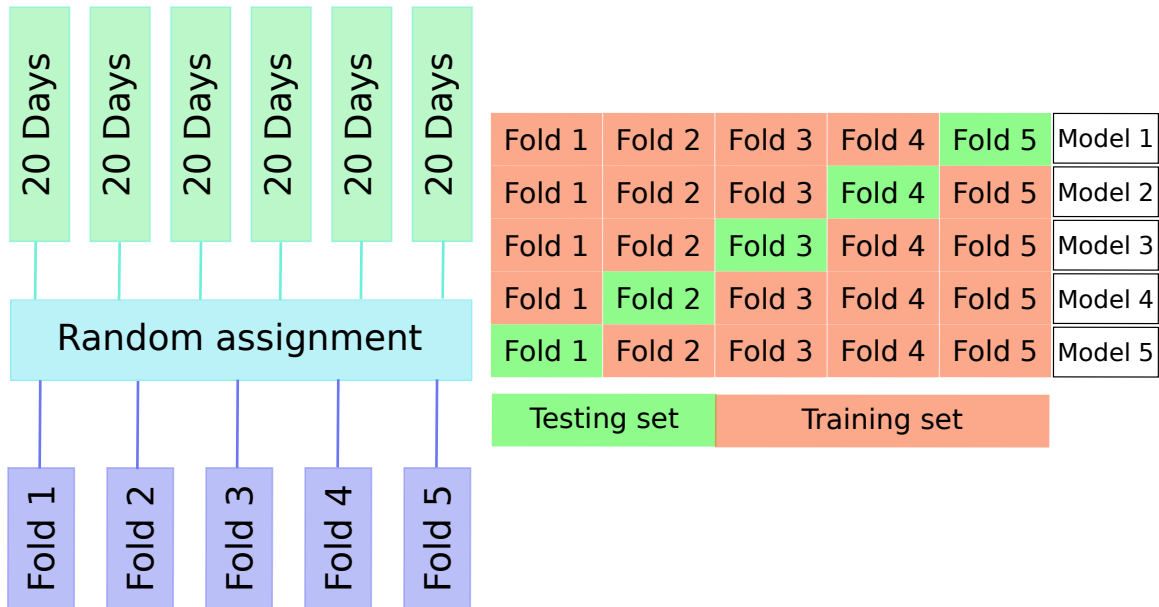 20 Days 20 Days 20 Days 20 Days 20 Days 20 Days
Random assignment
Fold 1 Fold 2 Fold 3 Fold 4 Fold 5
Fold 1 Fold 2 Fold 3 Fold 4 Fold 5 Model 1
Fold 1 Fold 2 Fold 3 Fold 4 Fold 5 Model 2
Fold 1 Fold 2 Fold 3 Fold 4 Fold 5 Model 3
Fold 1 Fold 2 Fold 3 Fold 4 Fold 5 Model 4
Fold 1 Fold 2 Fold 3 Fold 4 Fold 5 Model 5
Testing set Training set